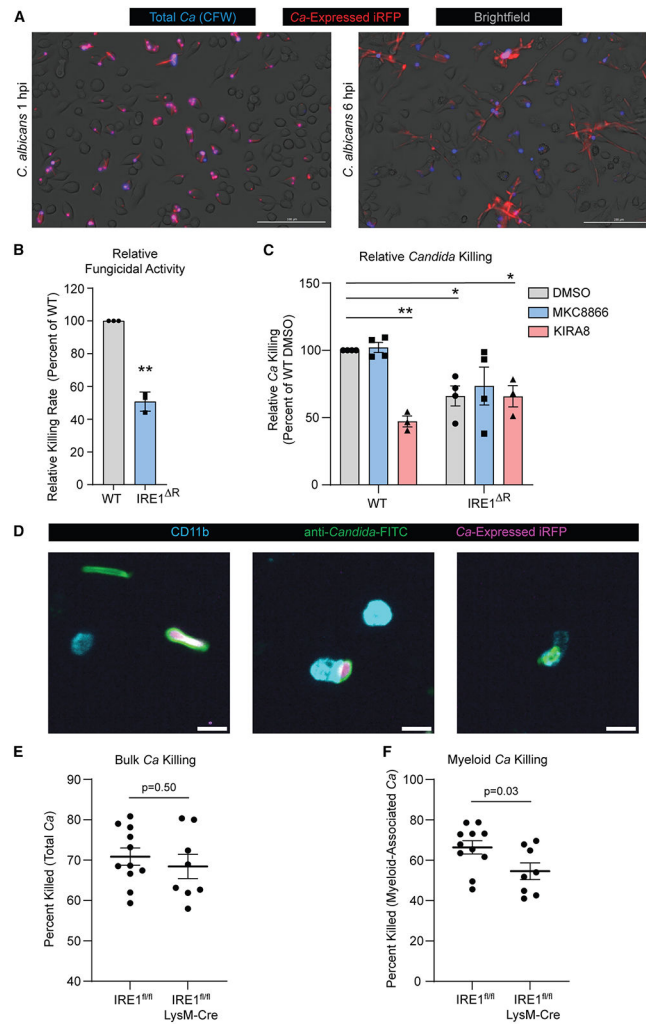 A
Total Ca (CFW)
Ca-Expressed iRFP
Brightfield
C. albicans 1 hpi
C. albicans 6 hpi
B
Relative
Fungicidal Activity
Relative Killing Rate (Percent of WT)
120
100
80
60
40
20
0
**
WT
IRE1ΔR
C
Relative Candida Killing
Relative Ca Killing
(Percent of WT DMSO)
150
100
50
0
*
*
**
DMSO
MKC8866
KIRA8
WT
IRE1ΔR
D
CD11b
anti-Candida-FITC
Ca-Expressed iRFP
E
Bulk Ca Killing
Percent Killed (Total Ca)
90
80
70
60
50
40
p=0.50
IRE1fl/fl
IRE1fl/fl
LysM-Cre
F
Myeloid Ca Killing
Percent Killed (Myeloid-Associated Ca)
100
80
60
40
20
0
p=0.03
IRE1fl/fl
IRE1fl/fl
LysM-Cre